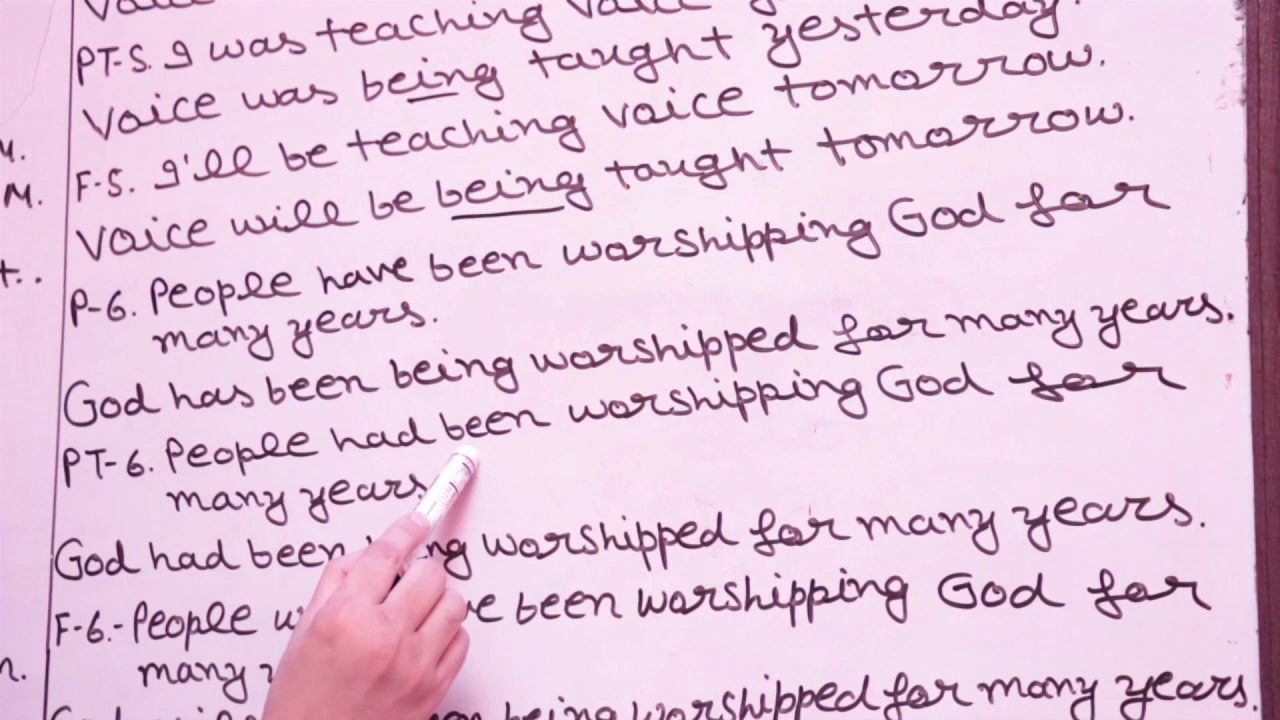 Voice
PT-S. I was teaching voice
Voice was being taught yesterday.
F-S. I'll be teaching voice tomorrow.
Voice will be being taught tomorrow.
P-6. People have been worshipping God for
many years.
God has been being worshipped for many years.
PT-6. People had been worshipping God for
many years
God had been worshipped for many years.
F-6.- People been worshipping God for
many
being worshipped for many years.
M.